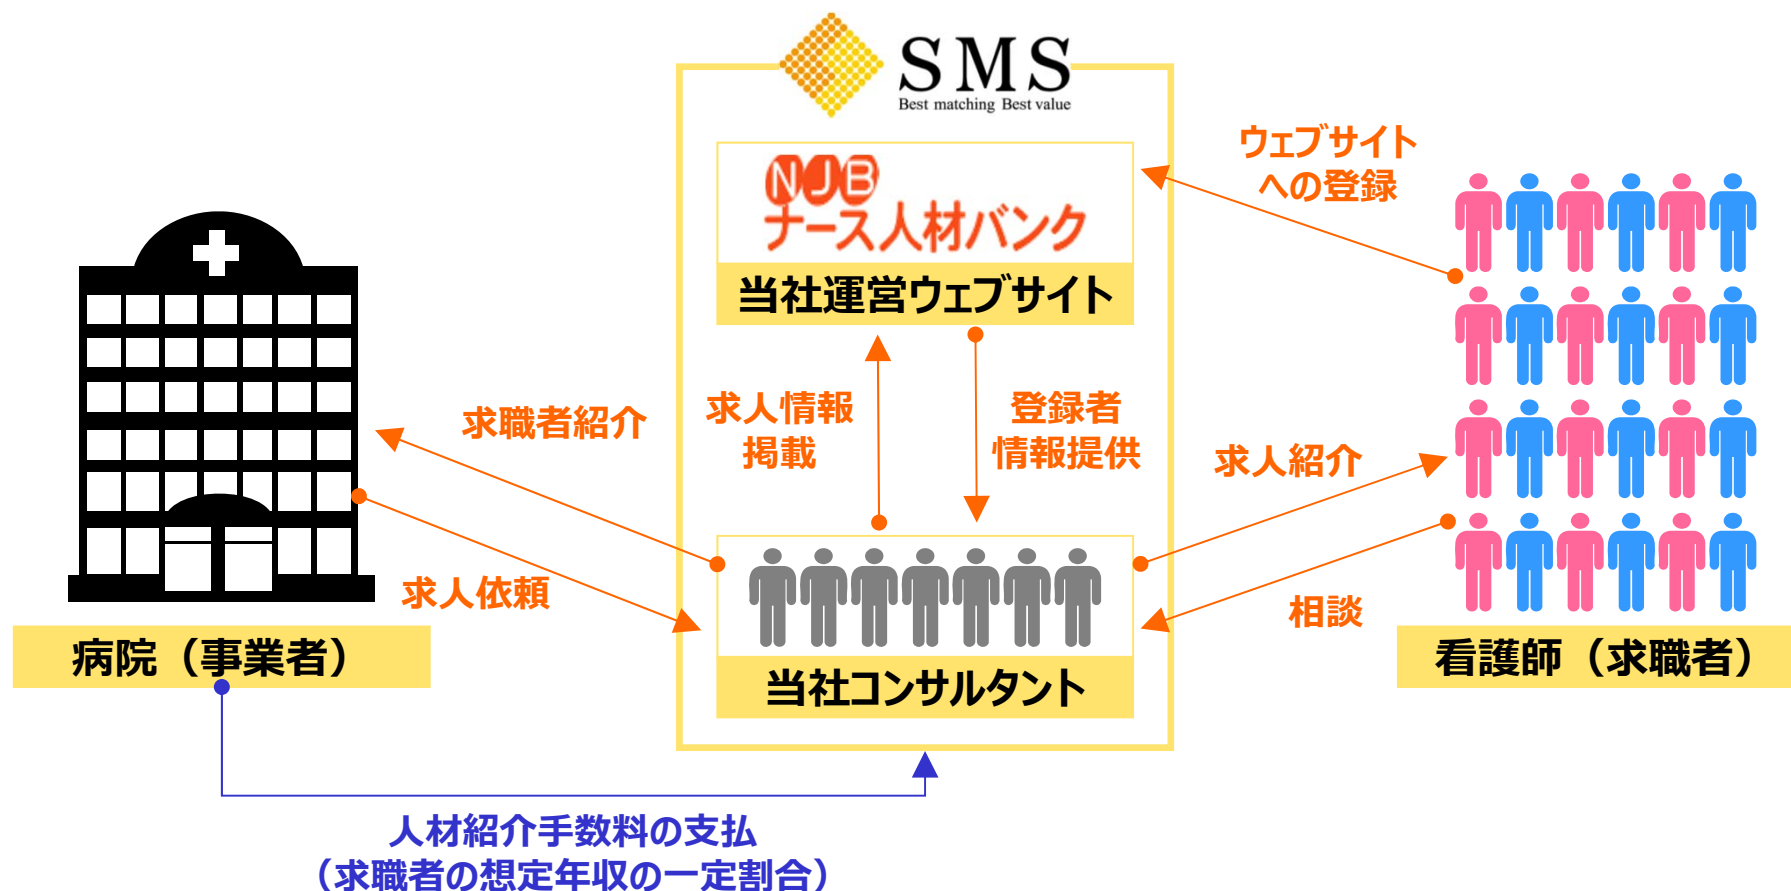 SMS
Best matching Best value
NJB
ナース人材バンク
当社運営ウェブサイト
ウェブサイト
への登録
求職者紹介
求人情報
掲載
登録者
情報提供
求人紹介
求人依頼
相談
病院（事業者）
当社コンサルタント
看護師（求職者）
人材紹介手数料の支払
（求職者の想定年収の一定割合）